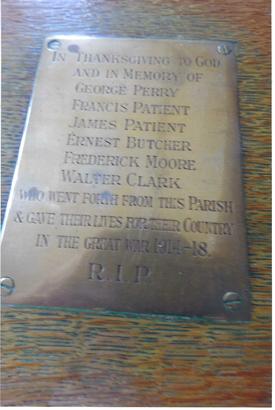 IN THANKSGIVING TO GOD
AND IN MEMORY OF
GEORGE PERRY
FRANCIS PATIENT
JAMES PATIENT
ERNEST BUTCHER
FREDERICK MOORE
WALTER CLARK
WHO WENT FORTH FROM THIS PARISH
& GAVE THEIR LIVES FOR THEIR COUNTRY
IN THE GREAT WAR 1914-18.
R.I.P.